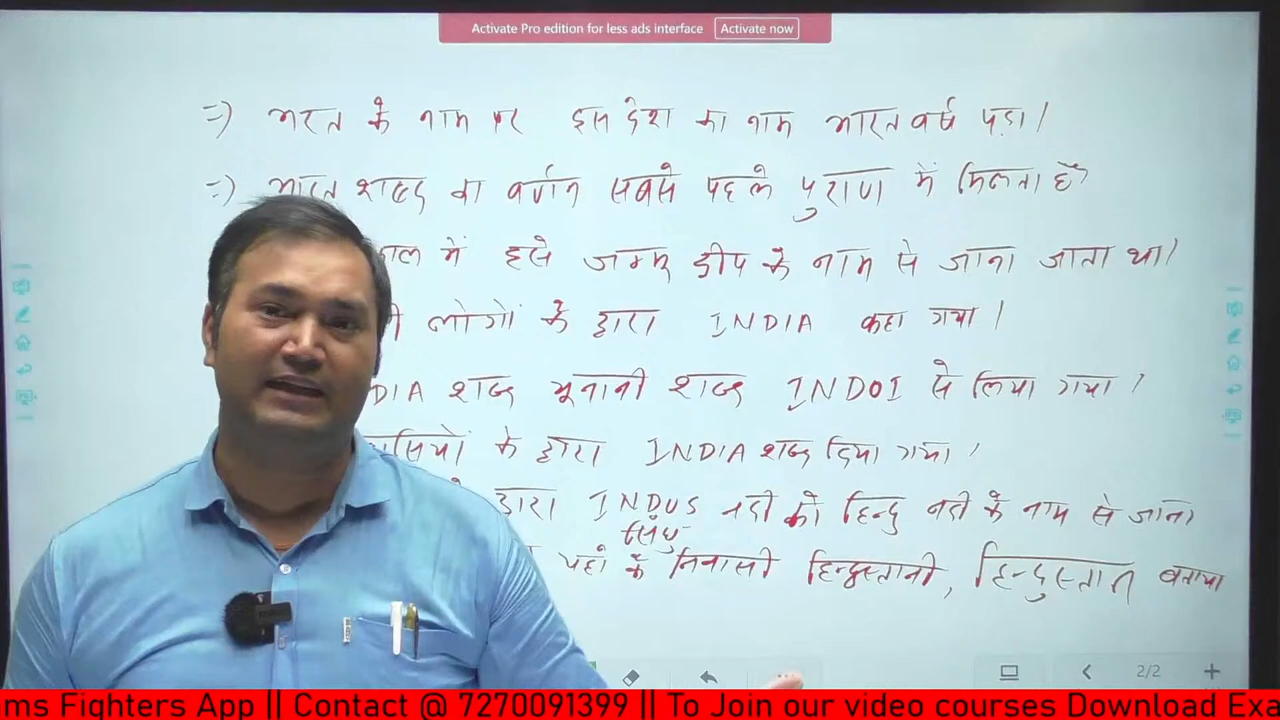 Activate Pro edition for less ads interface Activate now
=) भरत के नाम पर इस देश का नाम भारत वर्ष पड़ा।
=) भारत शब्द का वर्णन सबसे पहले पुराण में मिलता है
काल में इसे जम्बू द्वीप के नाम से जाना जाता था।
लोगों के द्वारा INDIA कहा गया।
DIA शब्द यूनानी शब्द INDOI से लिया गया।
के द्वारा INDIA शब्द दिया गया।
द्वारा INDUS नदी को हिन्दु नदी के नाम से जाना
सिंधु
यहां के निवासी हिन्दुस्तानी, हिन्दुस्तान बताया
2/2
ms Fighters App || Contact @ 7270091399 || To Join our video courses Download Exa